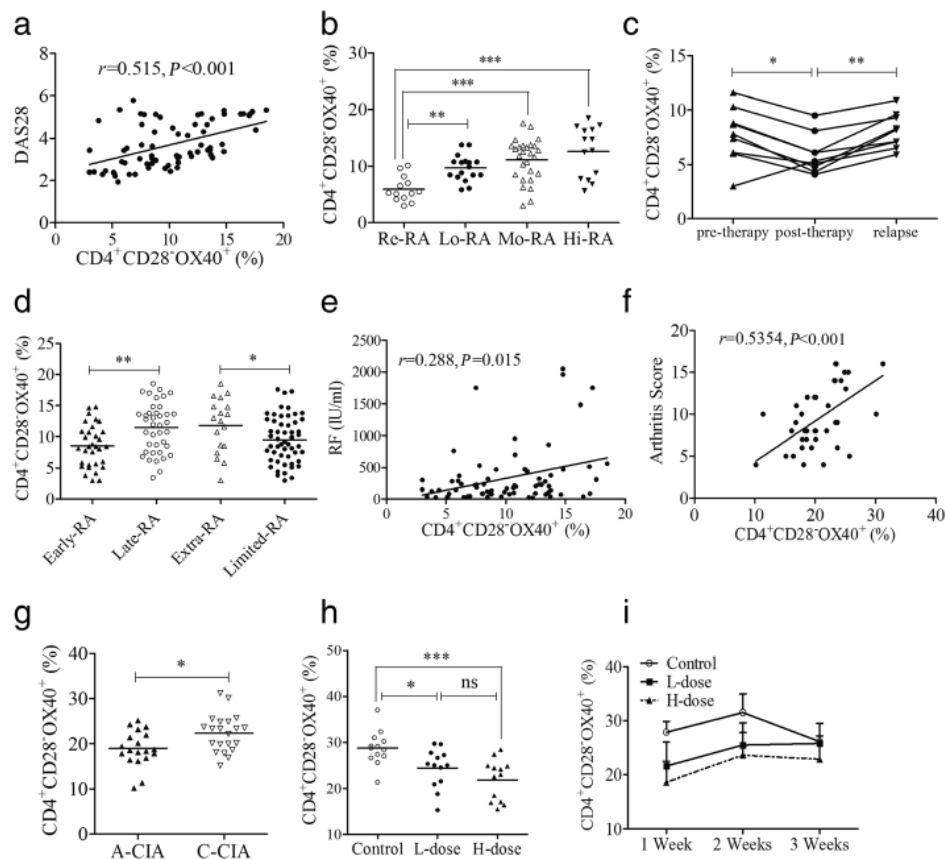 a
r=0.515, P<0.001
DAS28
8
6
4
2
0
0 5 10 15 20
CD4⁺CD28⁻OX40⁺ (%)
b
CD4⁺CD28⁻OX40⁺ (%)
30
20
10
0
***
***
**
Re-RA Lo-RA Mo-RA Hi-RA
c
CD4⁺CD28⁻OX40⁺ (%)
15
10
5
0
* **
pre-therapy post-therapy relapse
d
CD4⁺CD28⁻OX40⁺ (%)
25
20
15
10
5
0
** *
Early-RA Late-RA Extra-RA Limited-RA
e
r=0.288, P=0.015
RF (IU/ml)
2500
2000
1500
1000
500
0
0 5 10 15 20
CD4⁺CD28⁻OX40⁺ (%)
f
r=0.5354, P<0.001
Arthritis Score
20
15
10
5
0
0 10 20 30 40
CD4⁺CD28⁻OX40⁺ (%)
g
CD4⁺CD28⁻OX40⁺ (%)
40
30
20
10
0
*
A-CIA C-CIA
h
CD4⁺CD28⁻OX40⁺ (%)
50
40
30
20
10
***
* ns
Control L-dose H-dose
i
CD4⁺CD28⁻OX40⁺ (%)
40
30
20
10
Control
L-dose
H-dose
1 Week 2 Weeks 3 Weeks